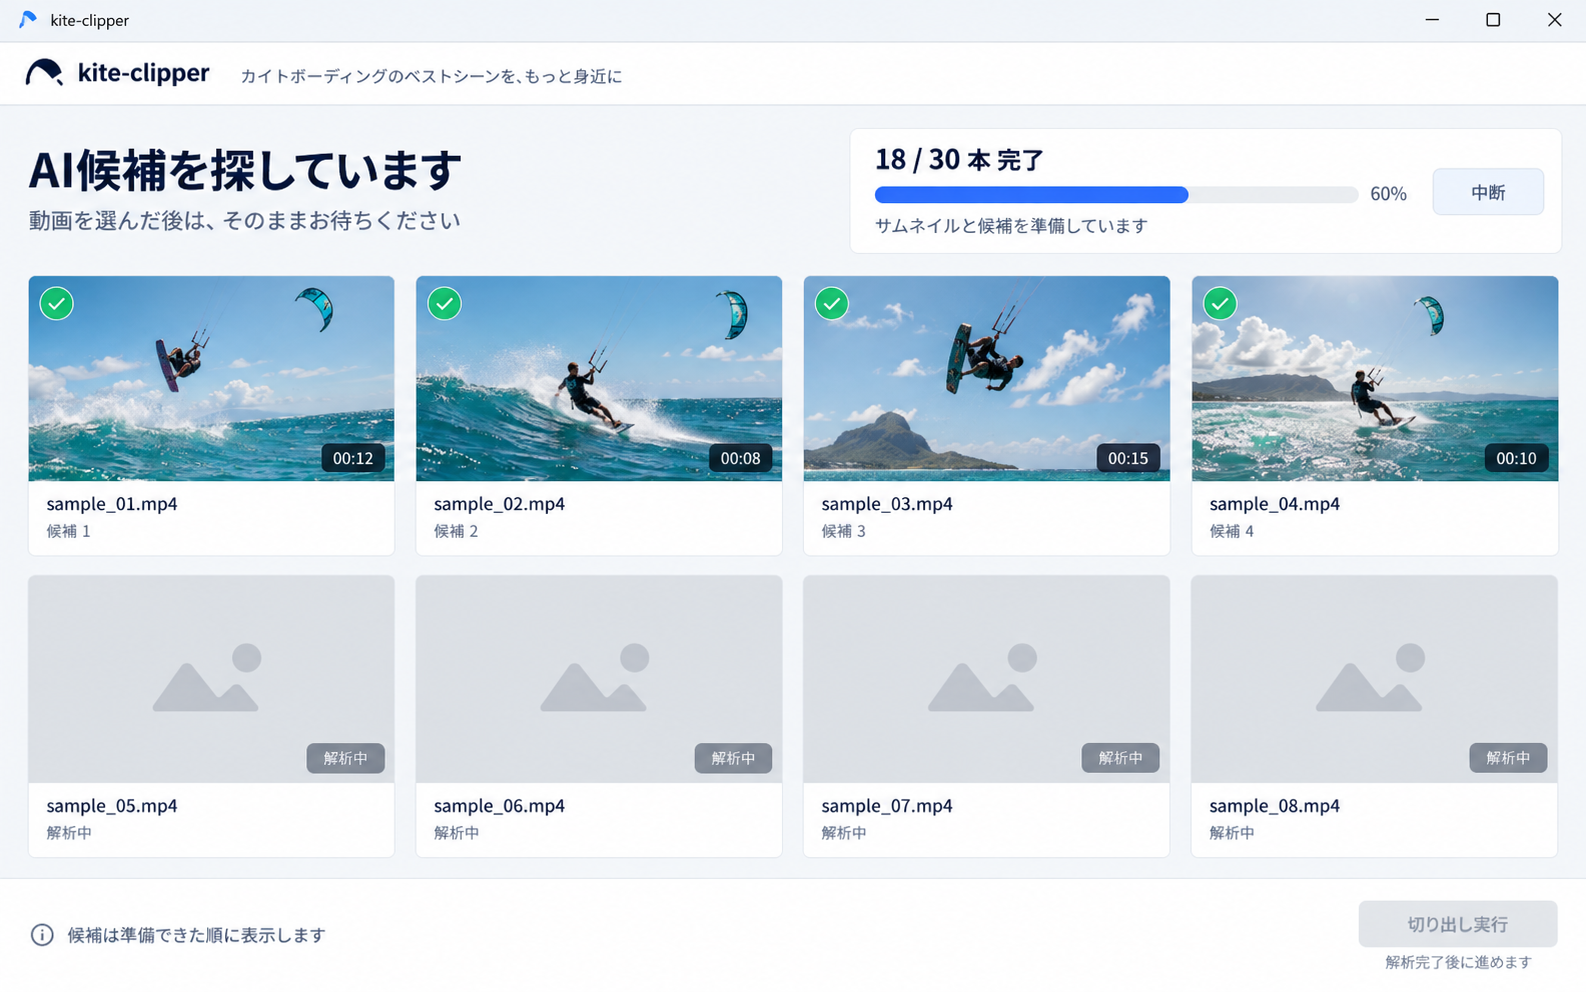 kite-clipper
kite-clipper
カイトボーディングのベストシーンを、もっと身近に
AI候補を探しています
動画を選んだ後は、そのままお待ちください
18 / 30 本 完了
60%
サムネイルと候補を準備しています
中断
00:12
sample_01.mp4
候補 1
00:08
sample_02.mp4
候補 2
00:15
sample_03.mp4
候補 3
00:10
sample_04.mp4
候補 4
解析中
sample_05.mp4
解析中
解析中
sample_06.mp4
解析中
解析中
sample_07.mp4
解析中
解析中
sample_08.mp4
解析中
候補は準備できた順に表示します
切り出し実行
解析完了後に進めます